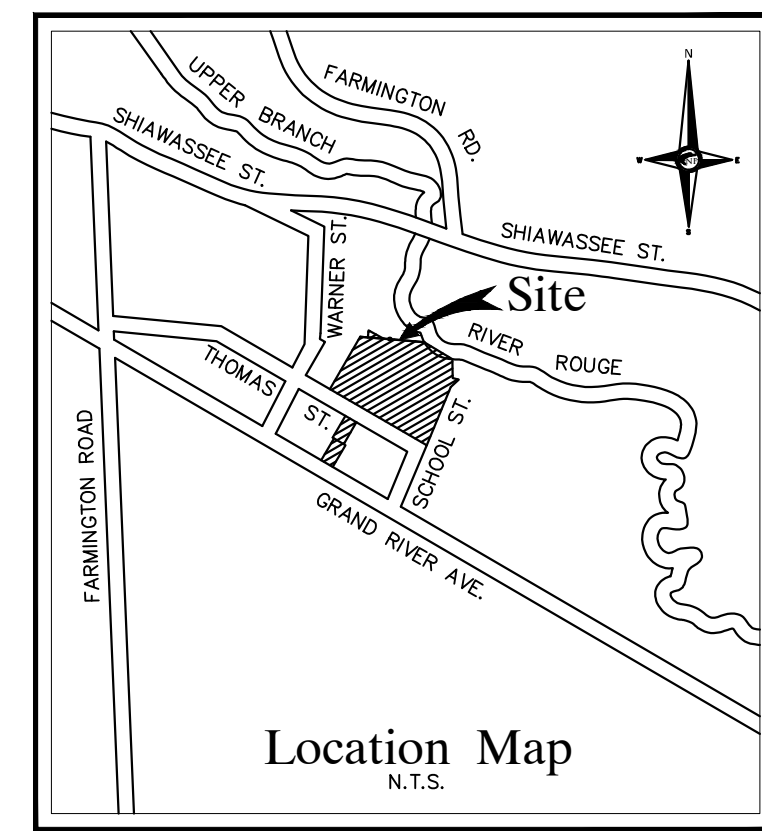 UPPER BRANCH
FARMINGTON RD.
N
SHIAWASSEE ST.
W
E
NF
S
WARNER ST.
SHIAWASSEE ST.
Site
RIVER ROUGE
THOMAS ST.
SCHOOL ST.
FARMINGTON ROAD
GRAND RIVER AVE.
Location Map
N.T.S.